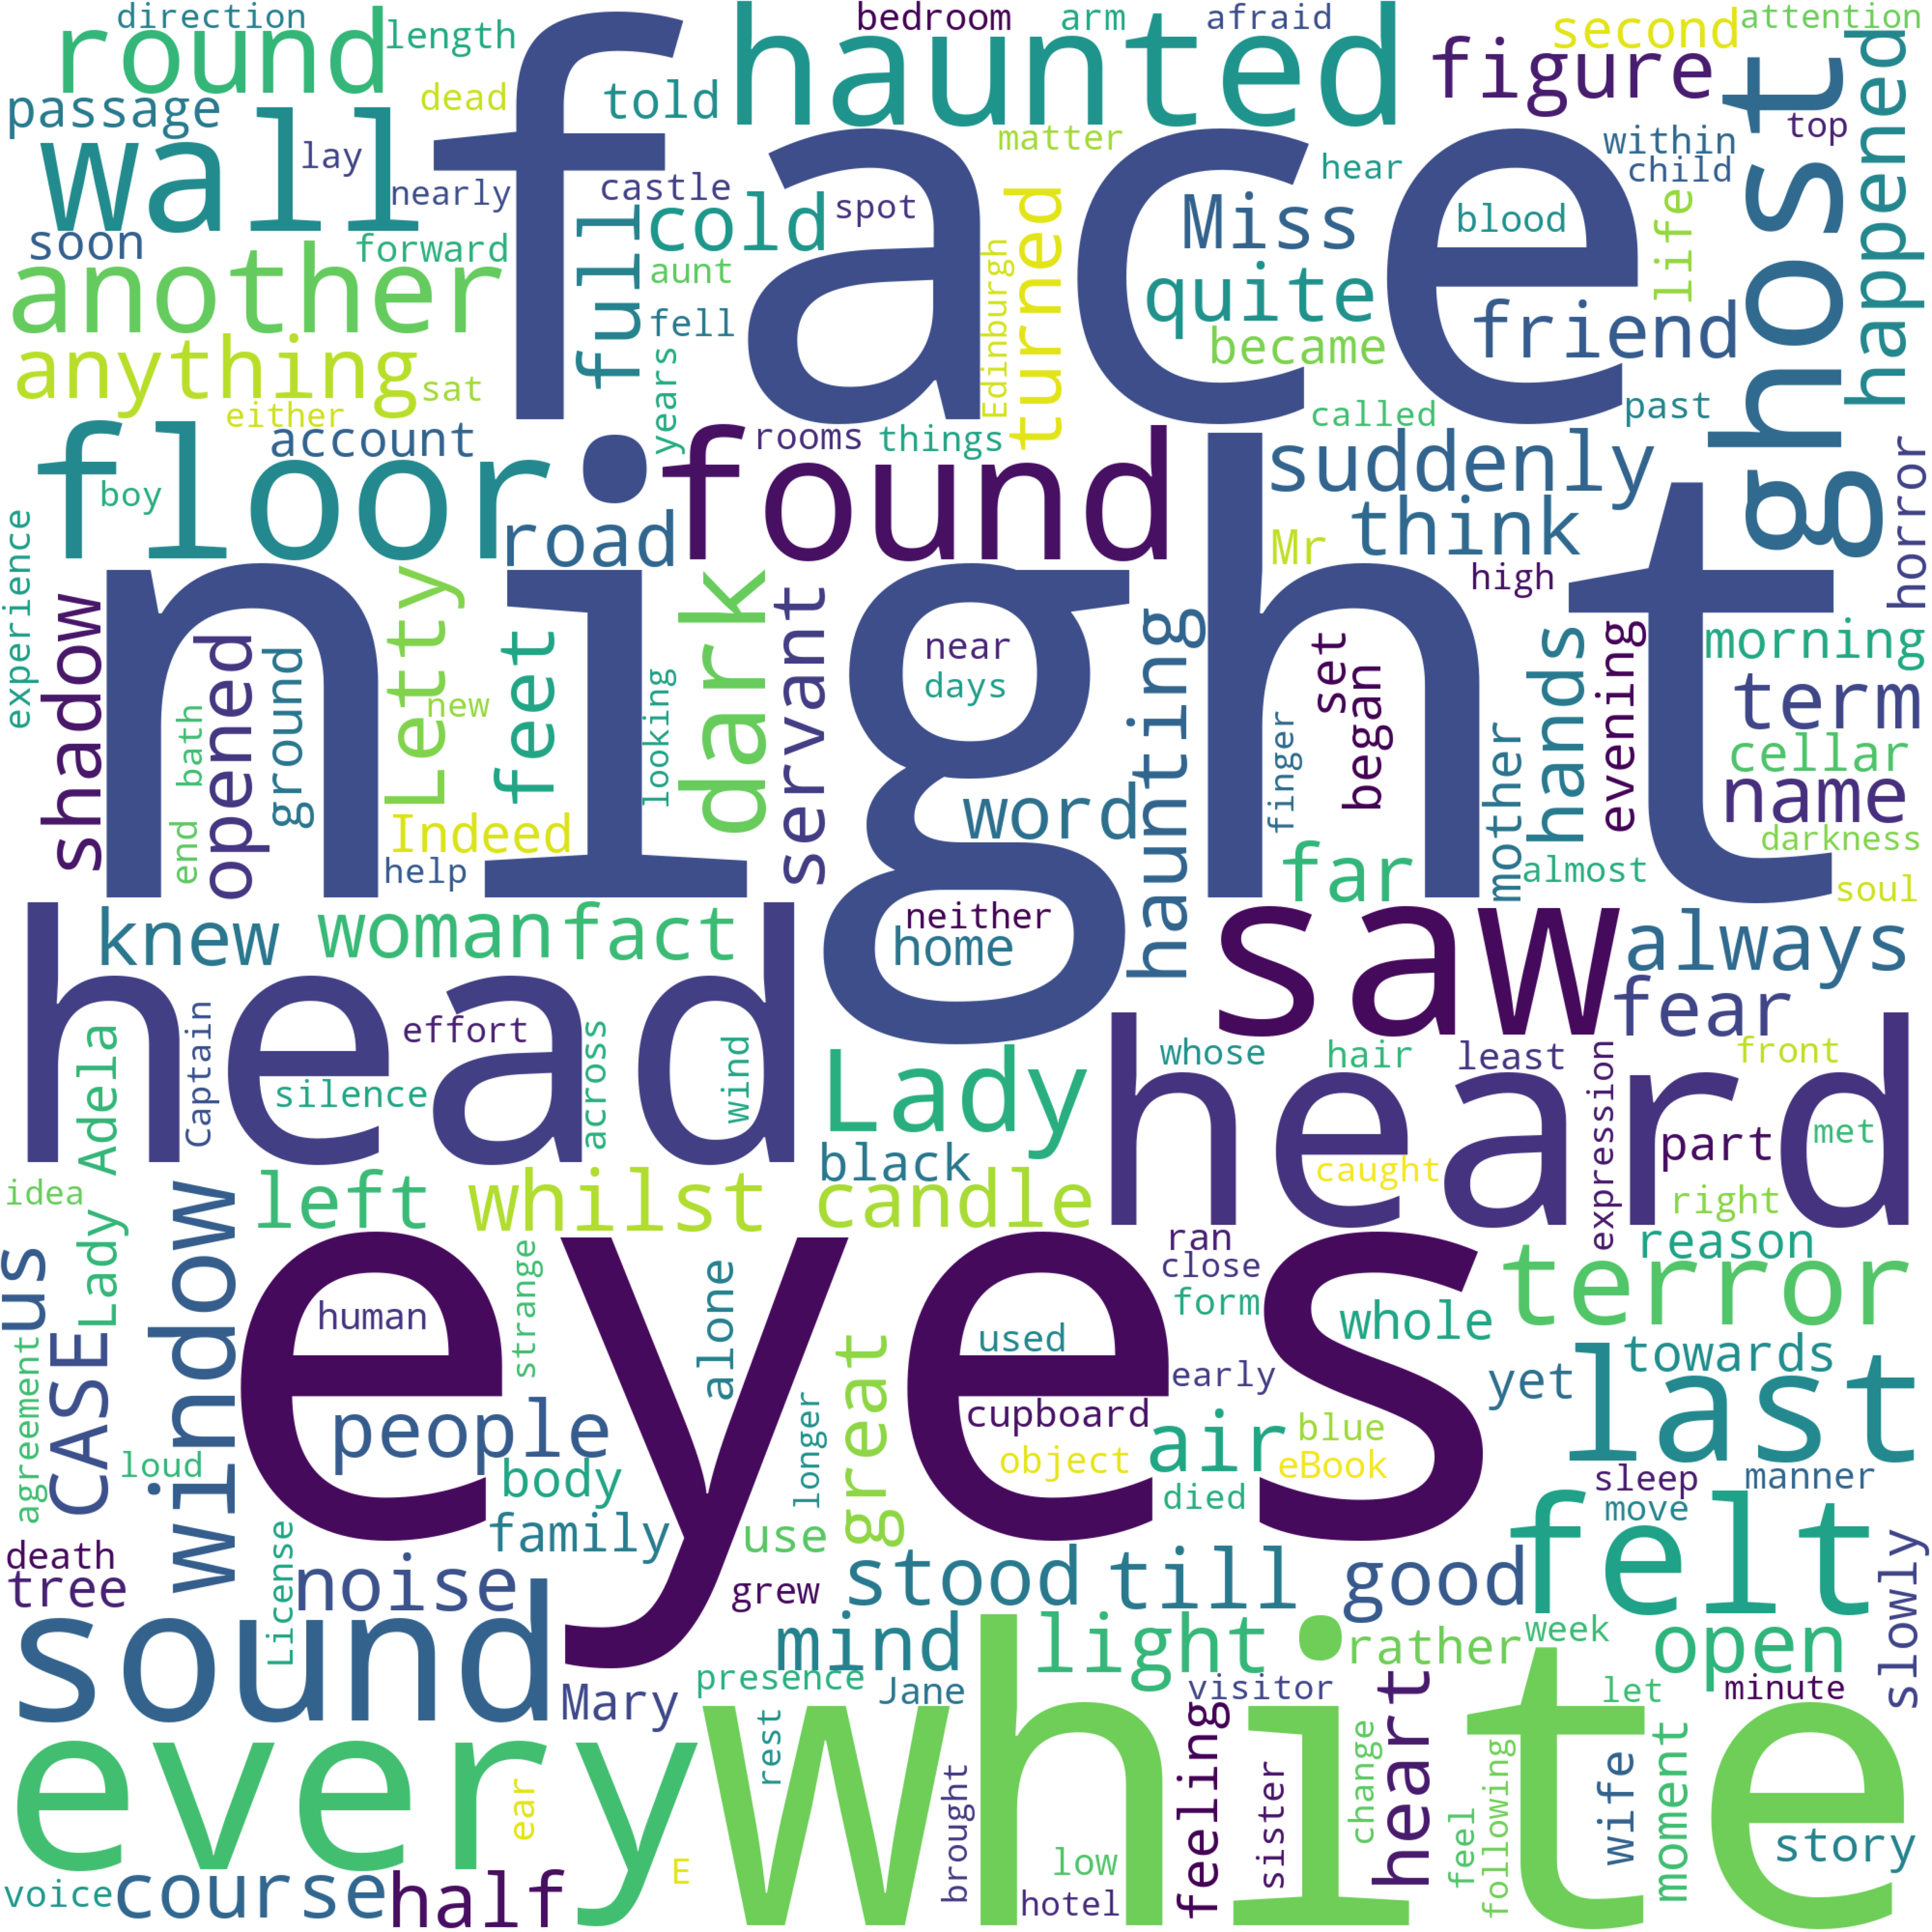 direction
round
length
bedroom
arm
afraid
second
attention
haunted
figure
passage
dead
told
wall
lay
nearly
castle
matter
hear
within
child
top
ghost
happened
face
cold
spot
Miss
blood
life
soon
forward
full
aunt
Edinburgh
turned
quite
another
fell
became
friend
anything
sat
years
either
account
rooms
things
called
past
floor
boy
found
suddenly
horror
road
think
Mr
high
experience
night
shadow
opened
ground
Letty
feet
dark
servant
near
days
haunting
set
began
hands
evening
morning
term
bath
end
new
looking
finger
mother
cellar
name
Indeed
word
darkness
help
far
almost
soul
knew
woman
fact
neither
home
saw
always
fear
head
Captain
effort
across
wind
silence
Lady
whose
hair
least
expression
front
heard
Lady Adela
black
part
met
idea
left
whilst
candle
caught
right
us
window
strange
ran
close
reason
terror
CASE
human
alone
form
eyes
used
whole
agreement
great
early
towards
yet
last
people
longer
cupboard
air
blue
loud
object
eBook
body
died
sleep
manner
move
felt
License
family
use
slowly
death
tree
noise
grew
stood
till
good
sound
mind
light
rather
week
open
presence
Jane
visitor
let
minute
Mary
every
white
rest
feeling
heart
change
moment
ear
brought
sister
following
feel
wife
story
E
low
voice
course
half
hotel